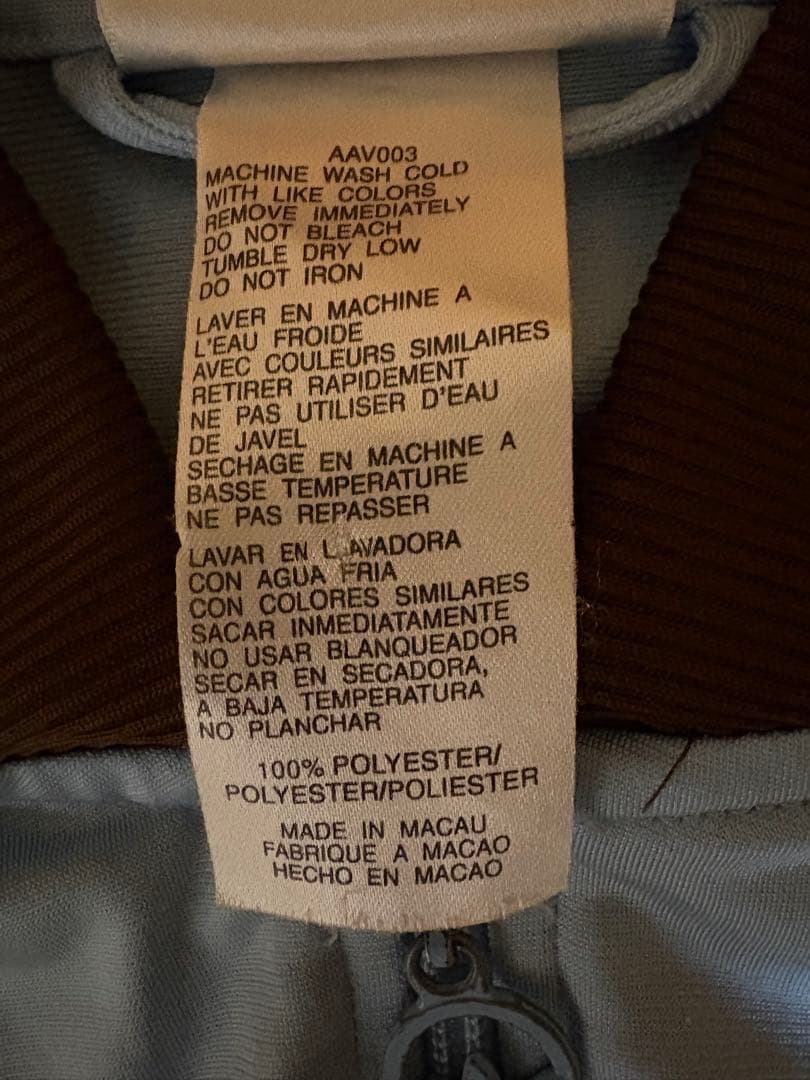 AAV003
MACHINE WASH COLD
WITH LIKE COLORS
REMOVE IMMEDIATELY
DO NOT BLEACH
TUMBLE DRY LOW
DO NOT IRON
LAVER EN MACHINE A
L'EAU FROIDE
AVEC COULEURS SIMILAIRES
RETIRER RAPIDEMENT
NE PAS UTILISER D'EAU
DE JAVEL
SECHAGE EN MACHINE A
BASSE TEMPERATURE
NE PAS REPASSER
LAVAR EN LAVADORA
CON AGUA FRIA
CON COLORES SIMILARES
SACAR INMEDIATAMENTE
NO USAR BLANQUEADOR
SECAR EN SECADORA,
A BAJA TEMPERATURA
NO PLANCHAR
100% POLYESTER/
POLYESTER/POLIESTER
MADE IN MACAU
FABRIQUE A MACAO
HECHO EN MACAO